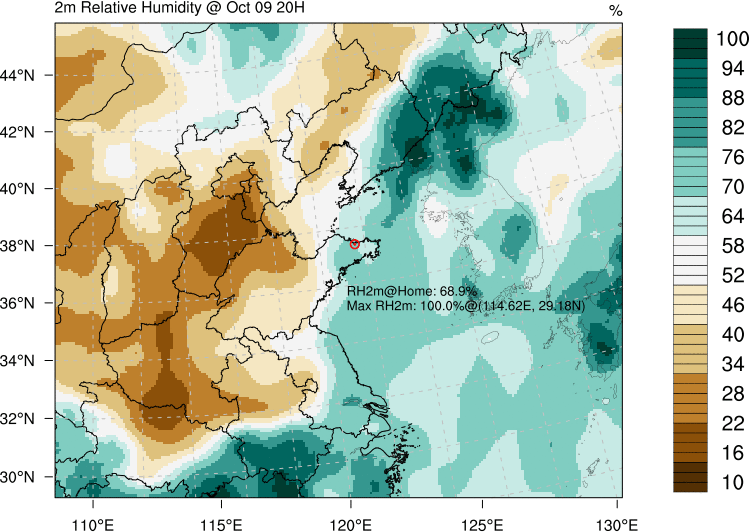 2m Relative Humidity @ Oct 09 20H
%
44°N
42°N
40°N
38°N
36°N
34°N
32°N
30°N
RH2m@Home: 68.9%
Max RH2m: 100.0%@(114.62E, 29.18N)
110°E
115°E
120°E
125°E
130°E
100
94
88
82
76
70
64
58
52
46
40
34
28
22
16
10